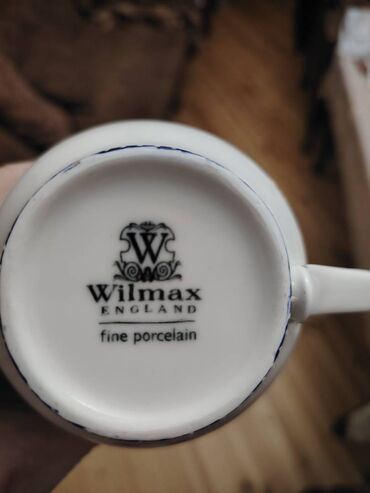 W
Wilmax
ENGLAND
fine porcelain